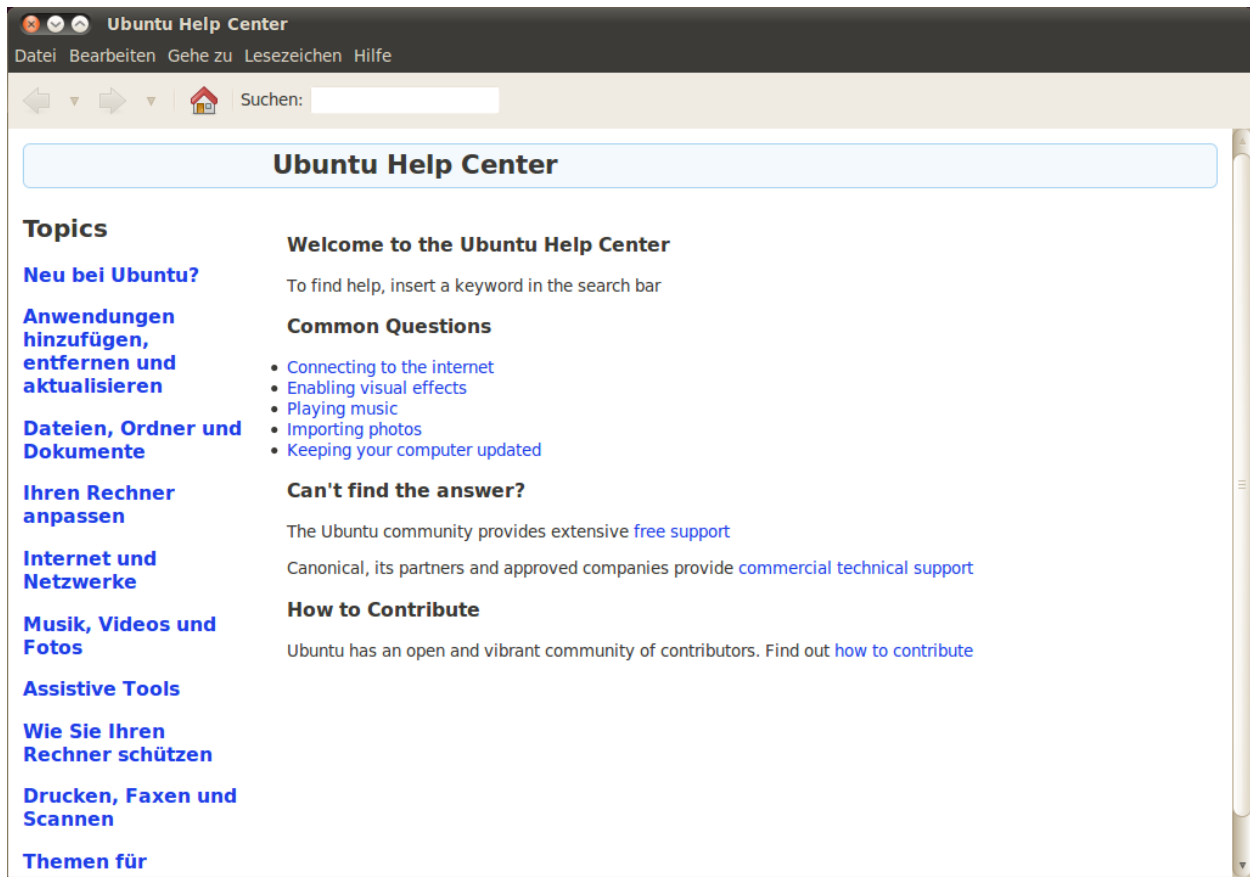 Ubuntu Help Center
Datei Bearbeiten Gehe zu Lesezeichen Hilfe
Suchen:
Ubuntu Help Center
Topics
Neu bei Ubuntu?
Anwendungen
hinzufügen,
entfernen und
aktualisieren
Dateien, Ordner und
Dokumente
Ihren Rechner
anpassen
Internet und
Netzwerke
Musik, Videos und
Fotos
Assistive Tools
Wie Sie Ihren
Rechner schützen
Drucken, Faxen und
Scannen
Themen für
Welcome to the Ubuntu Help Center
To find help, insert a keyword in the search bar
Common Questions
• Connecting to the internet
• Enabling visual effects
• Playing music
• Importing photos
• Keeping your computer updated
Can't find the answer?
The Ubuntu community provides extensive free support
Canonical, its partners and approved companies provide commercial technical support
How to Contribute
Ubuntu has an open and vibrant community of contributors. Find out how to contribute